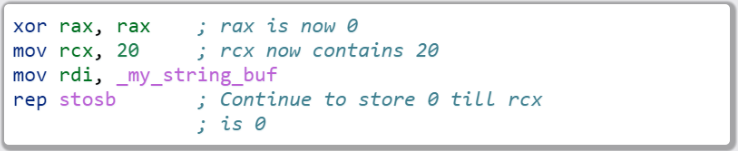 xor rax, rax    ; rax is now 0
mov rcx, 20     ; rcx now contains 20
mov rdi, _my_string_buf
rep stosb       ; Continue to store 0 till rcx
                ; is 0